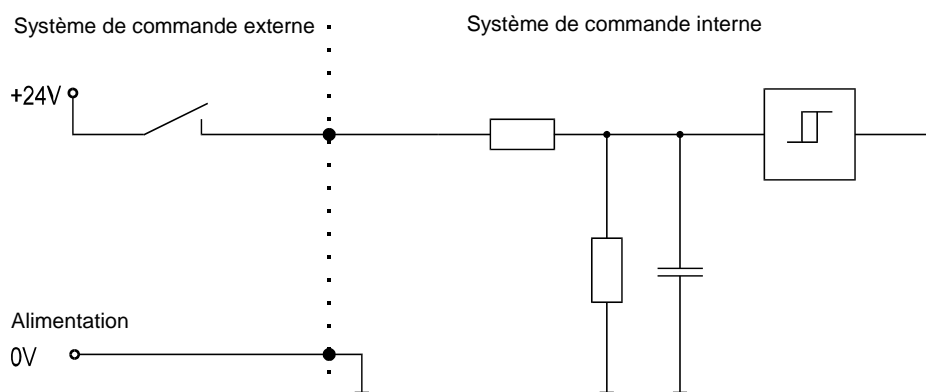 Système de commande externe
Système de commande interne
+24V
Alimentation
0V